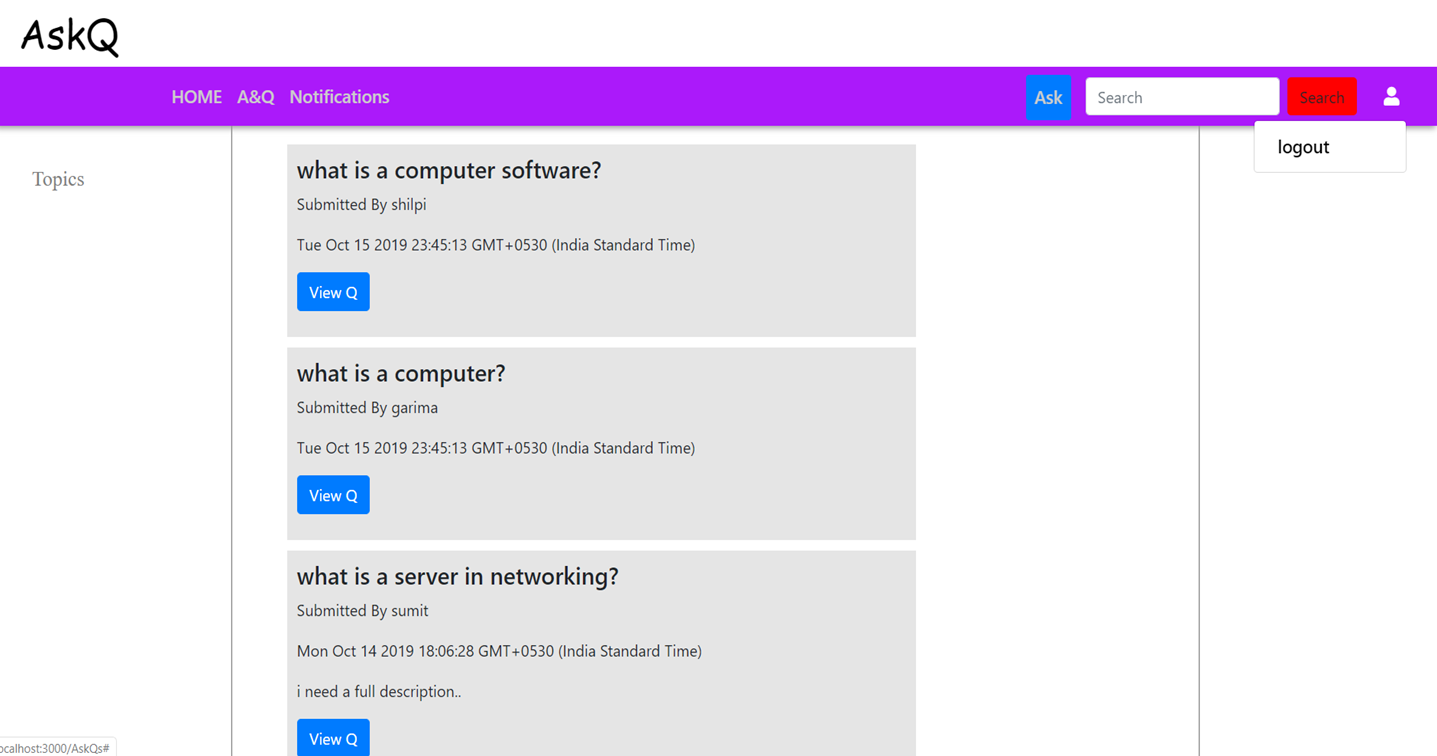 AskQ
HOME A&Q Notifications Ask Search Search
logout
Topics
what is a computer software?
Submitted By shilpi
Tue Oct 15 2019 23:45:13 GMT+0530 (India Standard Time)
View Q
what is a computer?
Submitted By garima
Tue Oct 15 2019 23:45:13 GMT+0530 (India Standard Time)
View Q
what is a server in networking?
Submitted By sumit
Mon Oct 14 2019 18:06:28 GMT+0530 (India Standard Time)
i need a full description..
View Q
ocalhost:3000/AskQs#